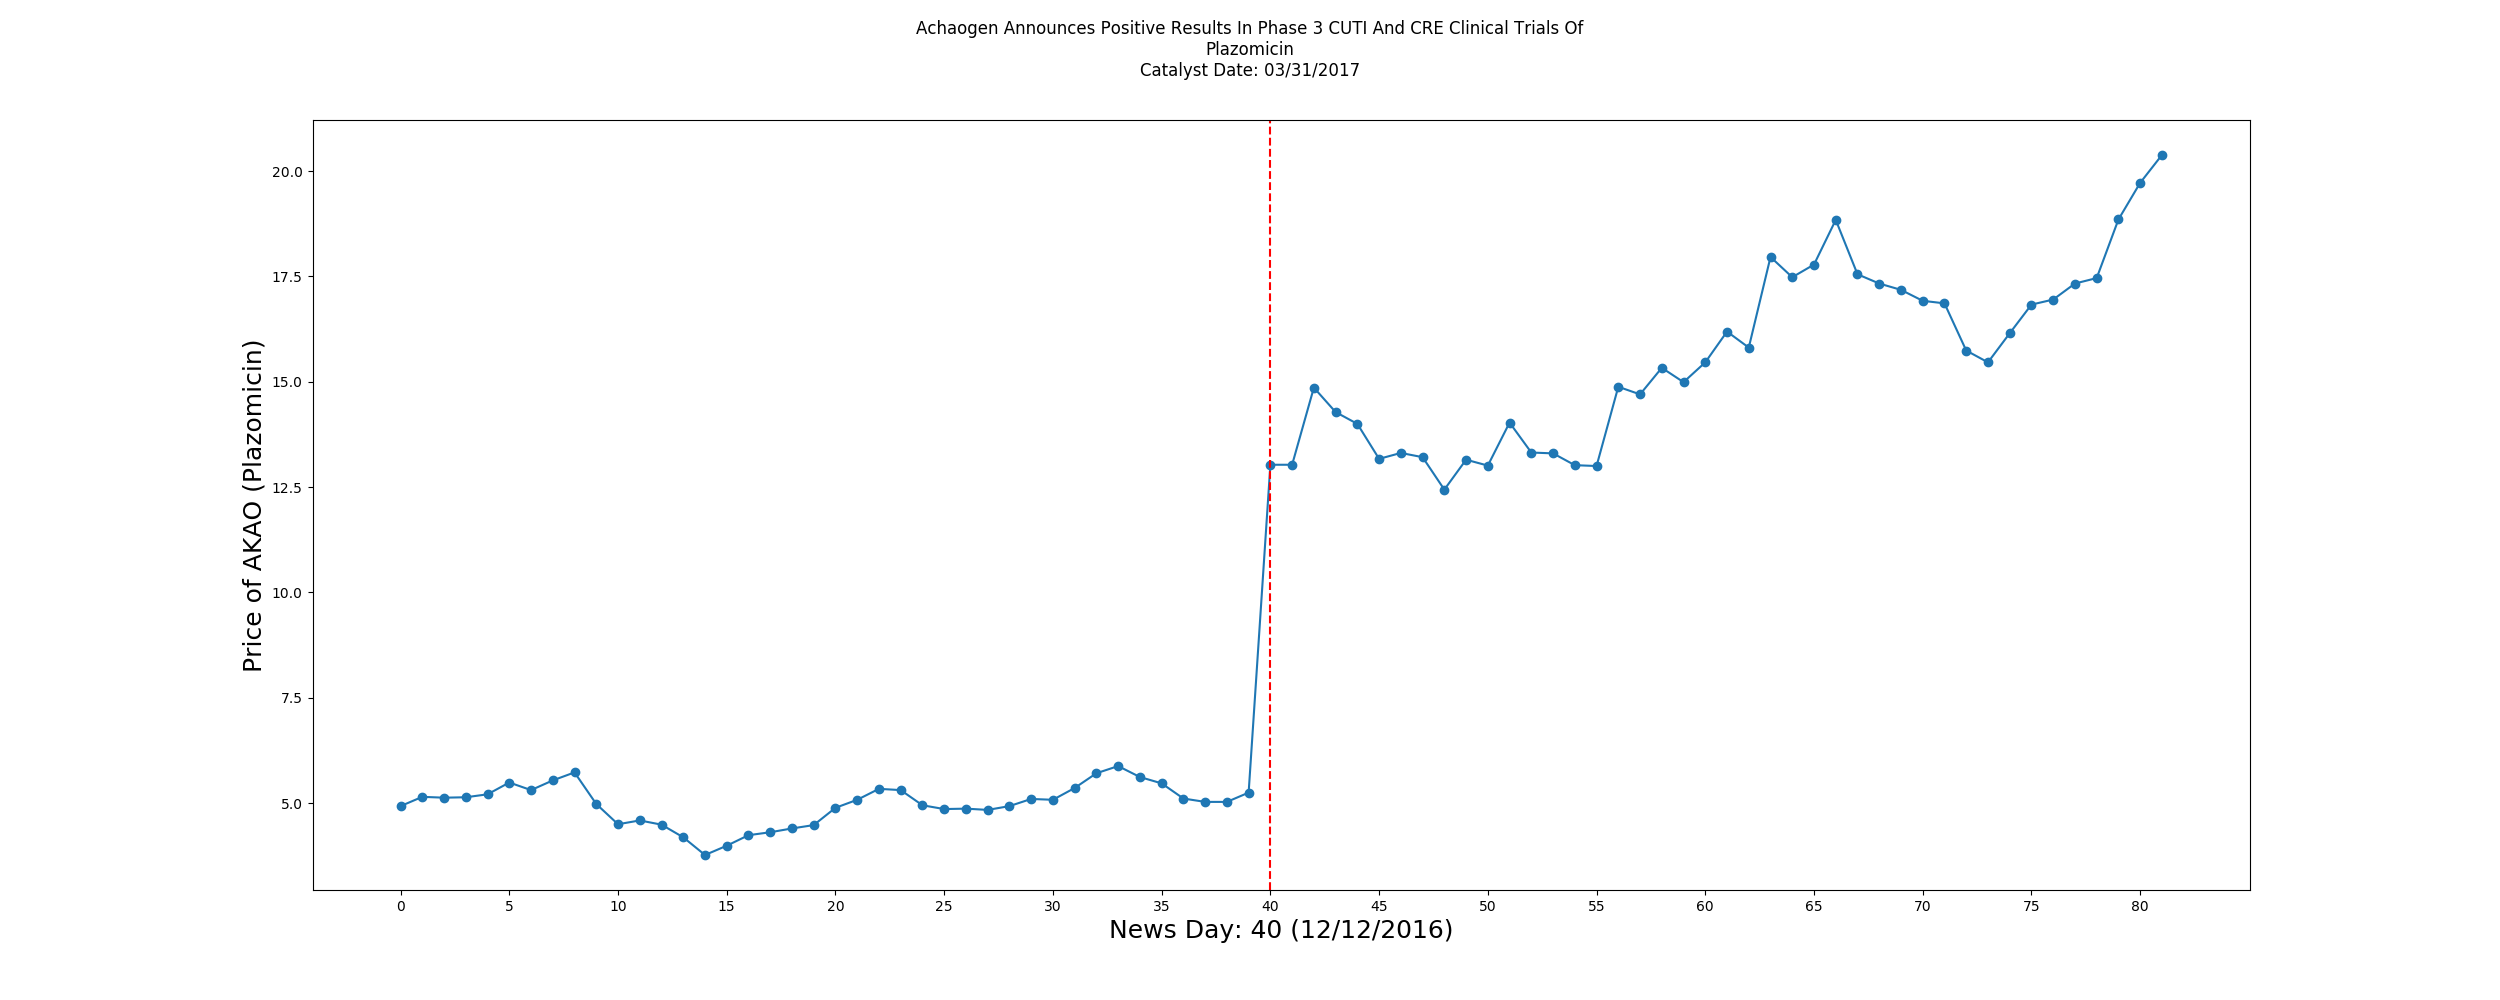 Achaogen Announces Positive Results In Phase 3 CUTI And CRE Clinical Trials Of
Plazomicin
Catalyst Date: 03/31/2017
Price of AKAO (Plazomicin)
20.0
17.5
15.0
12.5
10.0
7.5
5.0
0 5 10 15 20 25 30 35 40 45 50 55 60 65 70 75 80
News Day: 40 (12/12/2016)